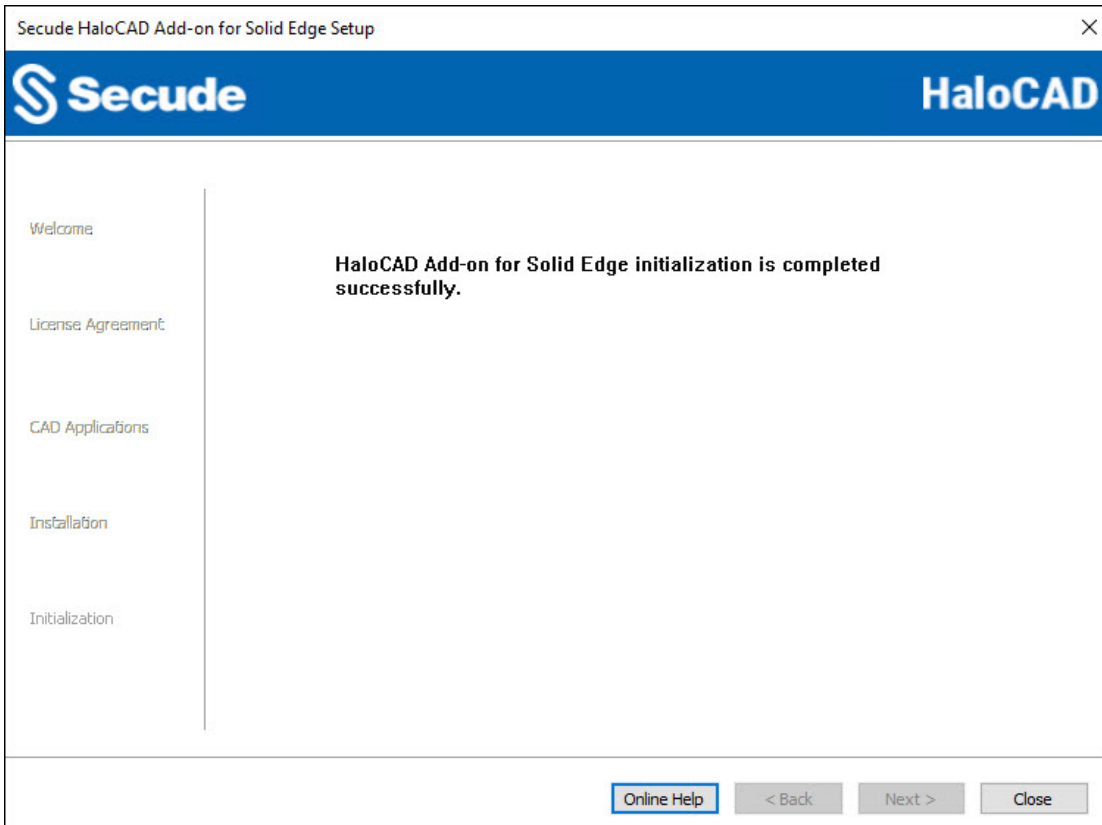 Secude HaloCAD Add-on for Solid Edge Setup
Secude
HaloCAD
Welcome
License Agreement
CAD Applications
Installation
Initialization
HaloCAD Add-on for Solid Edge initialization is completed
successfully.
Online Help
< Back
Next >
Close